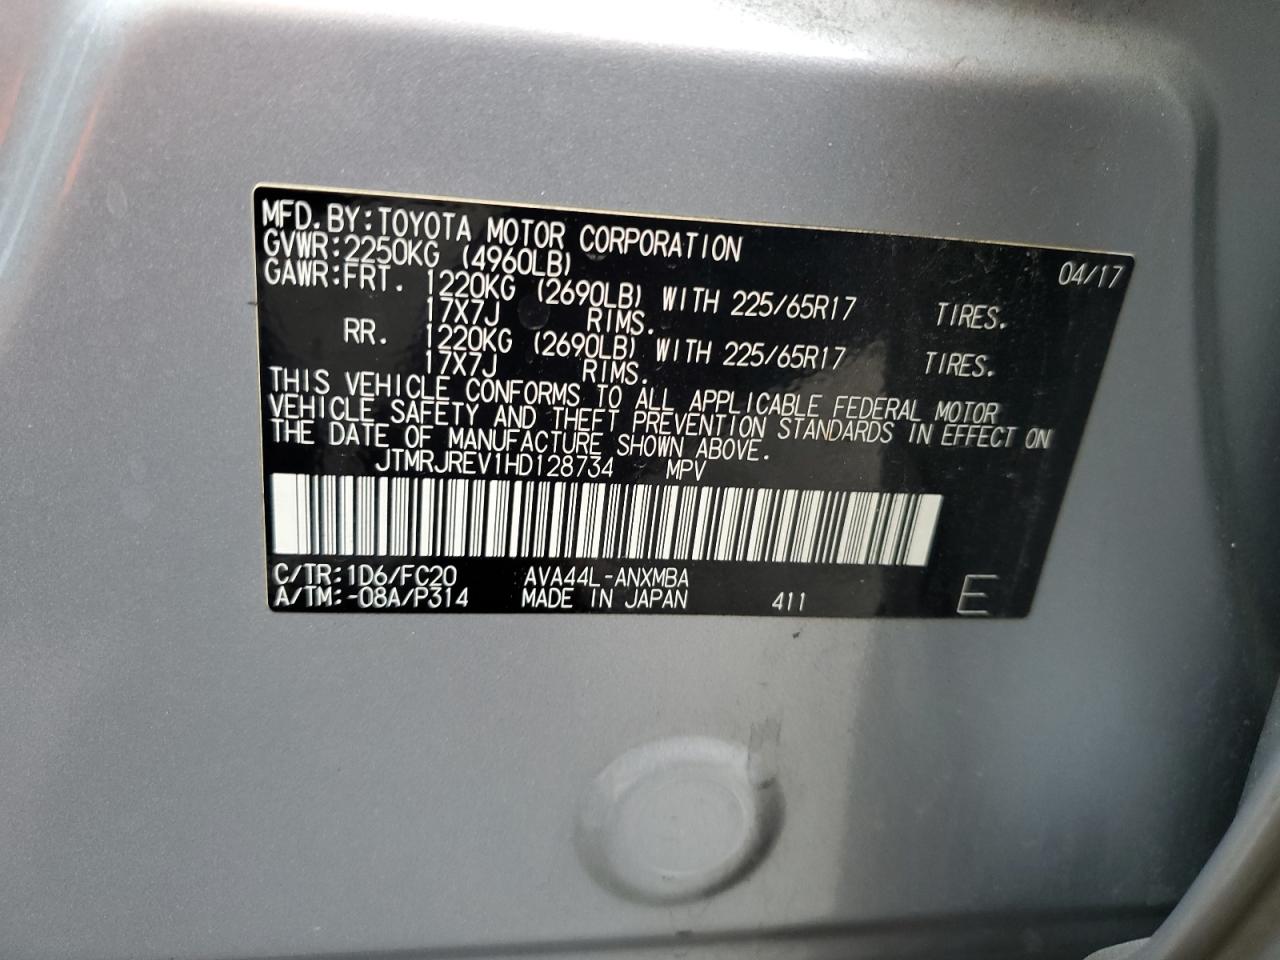 MFD. BY: TOYOTA MOTOR CORPORATION 04/17
GVWR: 2250KG (4960LB)
GAWR: FRT. 1220KG (2690LB) WITH 225/65R17 TIRES.
17X7J RIMS.
RR. 1220KG (2690LB) WITH 225/65R17 TIRES.
17X7J RIMS.
THIS VEHICLE CONFORMS TO ALL APPLICABLE FEDERAL MOTOR
VEHICLE SAFETY AND THEFT PREVENTION STANDARDS IN EFFECT ON
THE DATE OF MANUFACTURE SHOWN ABOVE.
JTMRJREV1HD128734 MPV
C/TR: 1D6/FC20 AVA44L-ANXMBA
A/TM: -08A/P314 MADE IN JAPAN 411 E